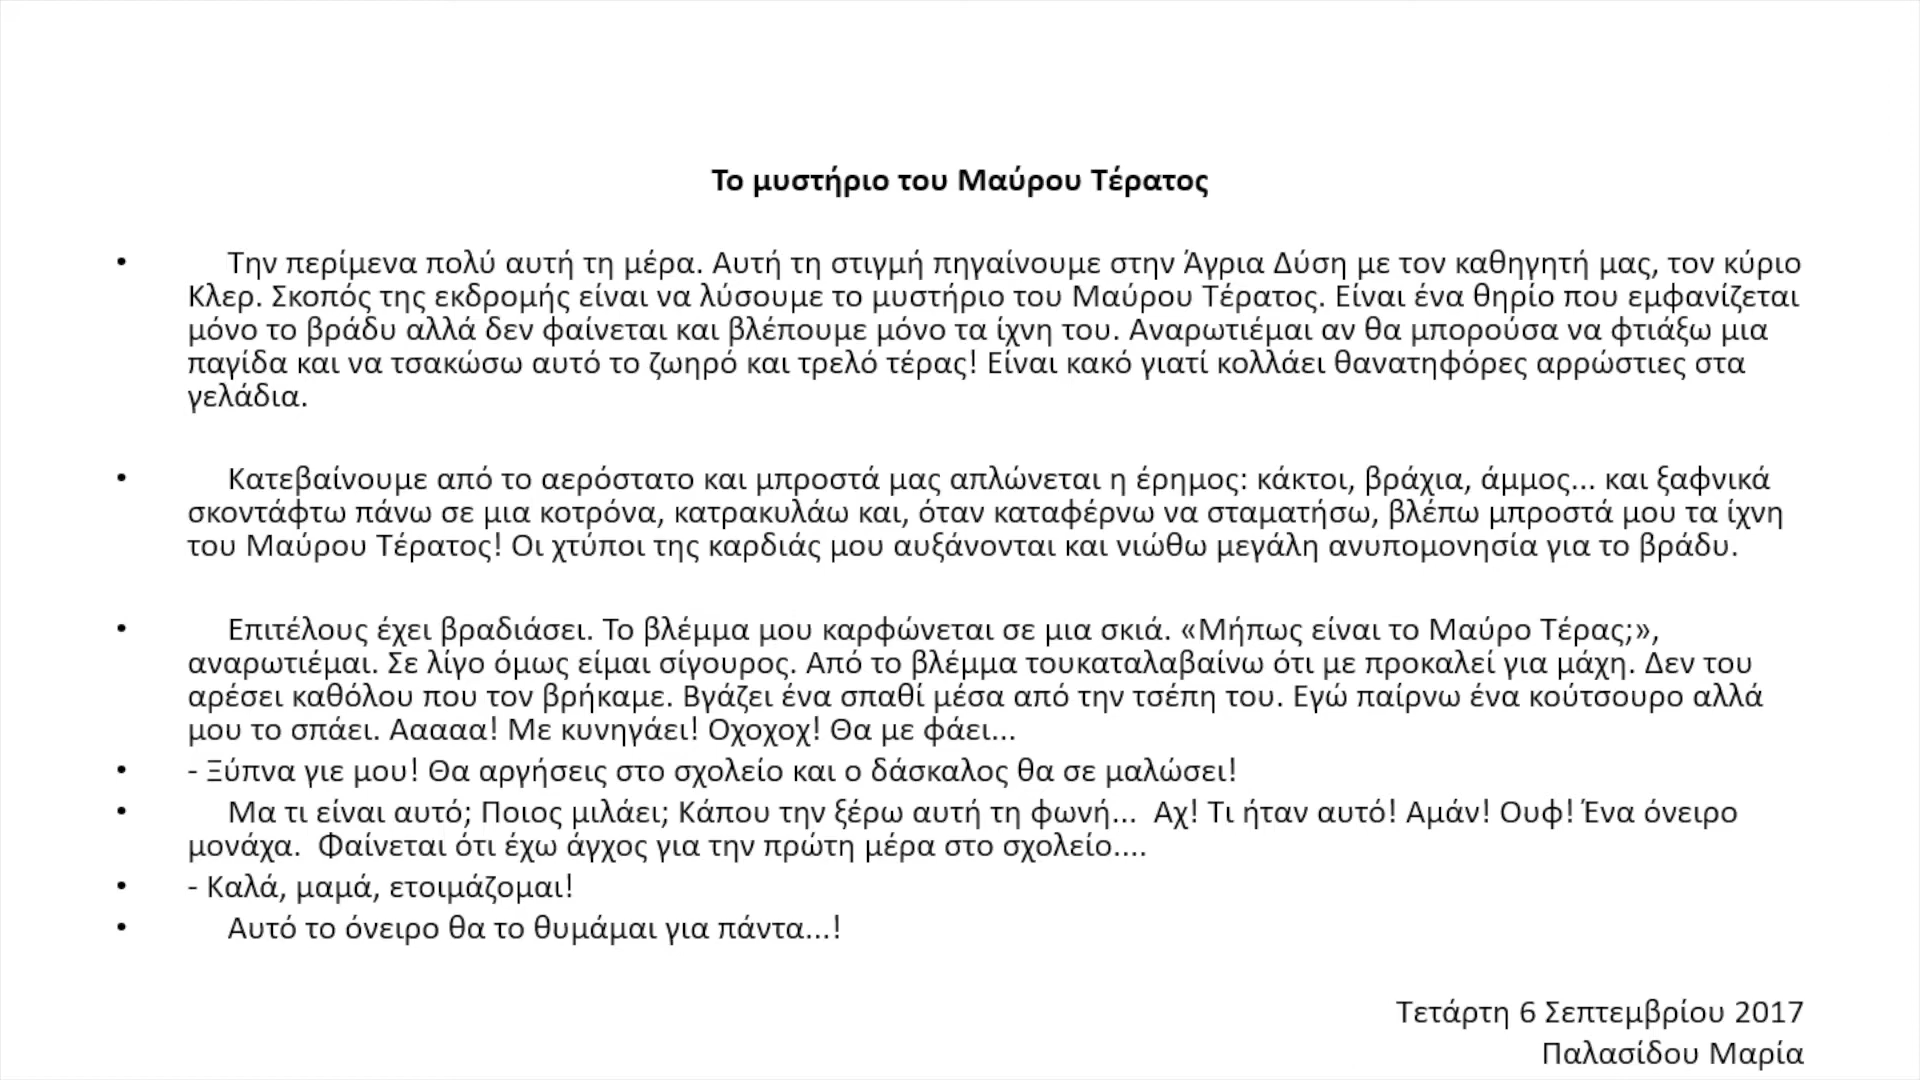 Το μυστήριο του Μαύρου Τέρατος
• Την περίμενα πολύ αυτή τη μέρα. Αυτή τη στιγμή πηγαίνουμε στην Άγρια Δύση με τον καθηγητή μας, τον κύριο
Κλερ. Σκοπός της εκδρομής είναι να λύσουμε το μυστήριο του Μαύρου Τέρατος. Είναι ένα θηρίο που εμφανίζεται
μόνο το βράδυ αλλά δεν φαίνεται και βλέπουμε μόνο τα ίχνη του. Αναρωτιέμαι αν θα μπορούσα να φτιάξω μια
παγίδα και να τσακώσω αυτό το ζωηρό και τρελό τέρας! Είναι κακό γιατί κολλάει θανατηφόρες αρρώστιες στα
γελάδια.
• Κατεβαίνουμε από το αερόστατο και μπροστά μας απλώνεται η έρημος: κάκτοι, βράχια, άμμος... και ξαφνικά
σκοντάφτω πάνω σε μια κοτρόνα, κατρακυλάω και, όταν καταφέρνω να σταματήσω, βλέπω μπροστά μου τα ίχνη
του Μαύρου Τέρατος! Οι χτύποι της καρδιάς μου αυξάνονται και νιώθω μεγάλη ανυπομονησία για το βράδυ.
• Επιτέλους έχει βραδιάσει. Το βλέμμα μου καρφώνεται σε μια σκιά. «Μήπως είναι το Μαύρο Τέρας;»,
αναρωτιέμαι. Σε λίγο όμως είμαι σίγουρος. Από το βλέμμα τουκαταλαβαίνω ότι με προκαλεί για μάχη. Δεν του
αρέσει καθόλου που τον βρήκαμε. Βγάζει ένα σπαθί μέσα από την τσέπη του. Εγώ παίρνω ένα κούτσουρο αλλά
μου το σπάει. Ααααα! Με κυνηγάει! Οχοχοχ! Θα με φάει...
• - Ξύπνα γιε μου! Θα αργήσεις στο σχολείο και ο δάσκαλος θα σε μαλώσει!
• Μα τι είναι αυτό; Ποιος μιλάει; Κάπου την ξέρω αυτή τη φωνή... Αχ! Τι ήταν αυτό! Αμάν! Ουφ! Ένα όνειρο
μονάχα. Φαίνεται ότι έχω άγχος για την πρώτη μέρα στο σχολείο....
• - Καλά, μαμά, ετοιμάζομαι!
• Αυτό το όνειρο θα το θυμάμαι για πάντα...!
Τετάρτη 6 Σεπτεμβρίου 2017
Παλασίδου Μαρία